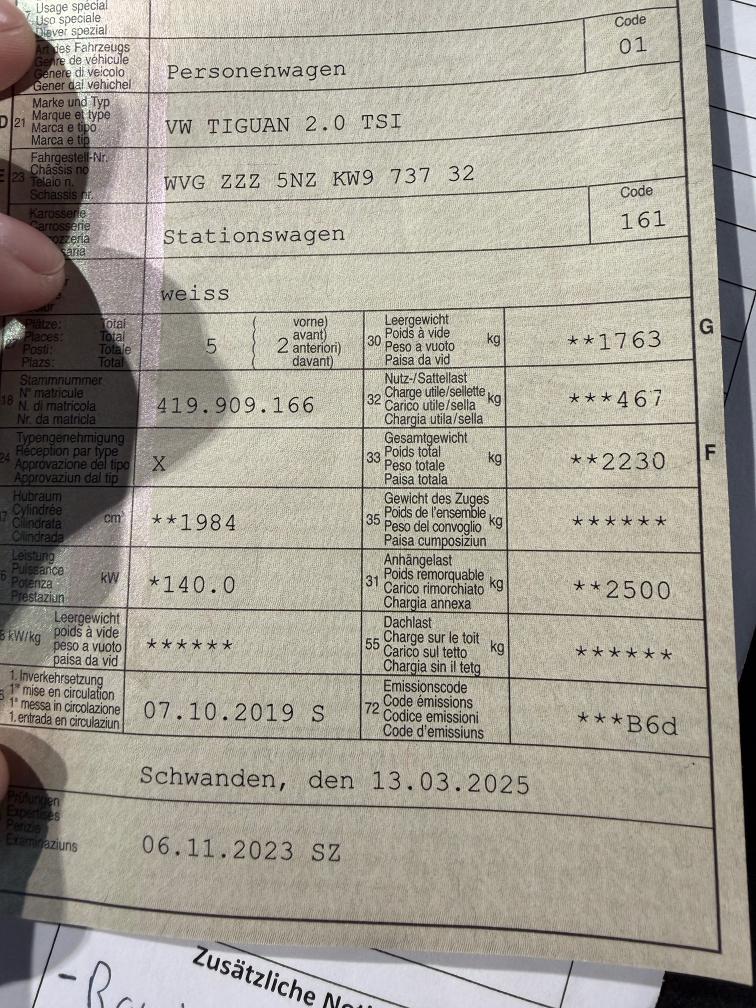 Usage spécial
Uso speciale
Diever spezial
Art des Fahrzeugs
Genre de véhicule
Genere di veicolo
Gener dal vehichel
Personenwagen
Code
01
D 21
Marke und Typ
Marque et type
Marca e tipo
Marca e tip
VW TIGUAN 2.0 TSI
E 23
Fahrgestell-Nr.
Châssis no
Telaio n.
Schassis nr.
WVG ZZZ 5NZ KW9 737 32
Karosserie
Carrosserie
Stationswagen
Code
161
weiss
Plätze: Total
Places: Total
Posti: Totale
Plazs: Total
5
( vorne)
( avant)
2 anteriori)
( davant)
30
Leergewicht
Poids à vide
Peso a vuoto
Paisa da vid
kg
**1763
G
18
Stammnummer
N° matricule
N. di matricola
Nr. da matricla
419.909.166
32
Nutz-/Sattellast
Charge utile/sellette
Carico utile/sella
Chargia utila/sella
kg
***467
24
Typengenehmigung
Réception par type
Approvazione del tipo
Approvaziun dal tip
X
33
Gesamtgewicht
Poids total
Peso totale
Paisa totala
kg
**2230
F
Hubraum
Cylindrée
Cilindrata
Cilindrada
cm³
**1984
35
Gewicht des Zuges
Poids de l'ensemble
Peso del convoglio
Paisa cumposiziun
kg
******
Leistung
Puissance
Potenza
Prestaziun
kW
*140.0
31
Anhängelast
Poids remorquable
Carico rimorchiato
Chargia annexa
kg
**2500
kW/kg
Leergewicht
poids à vide
peso a vuoto
paisa da vid
******
55
Dachlast
Charge sur le toit
Carico sul tetto
Chargia sin il tetg
kg
******
1. Inverkehrsetzung
1re mise en circulation
1a messa in circolazione
1. entrada en circulaziun
07.10.2019 S
72
Emissionscode
Code émissions
Codice emissioni
Code d'emissiuns
***B6d
Schwanden, den 13.03.2025
Prüfungen
Expertises
Perizie
Examinaziuns
06.11.2023 SZ
Zusätzliche